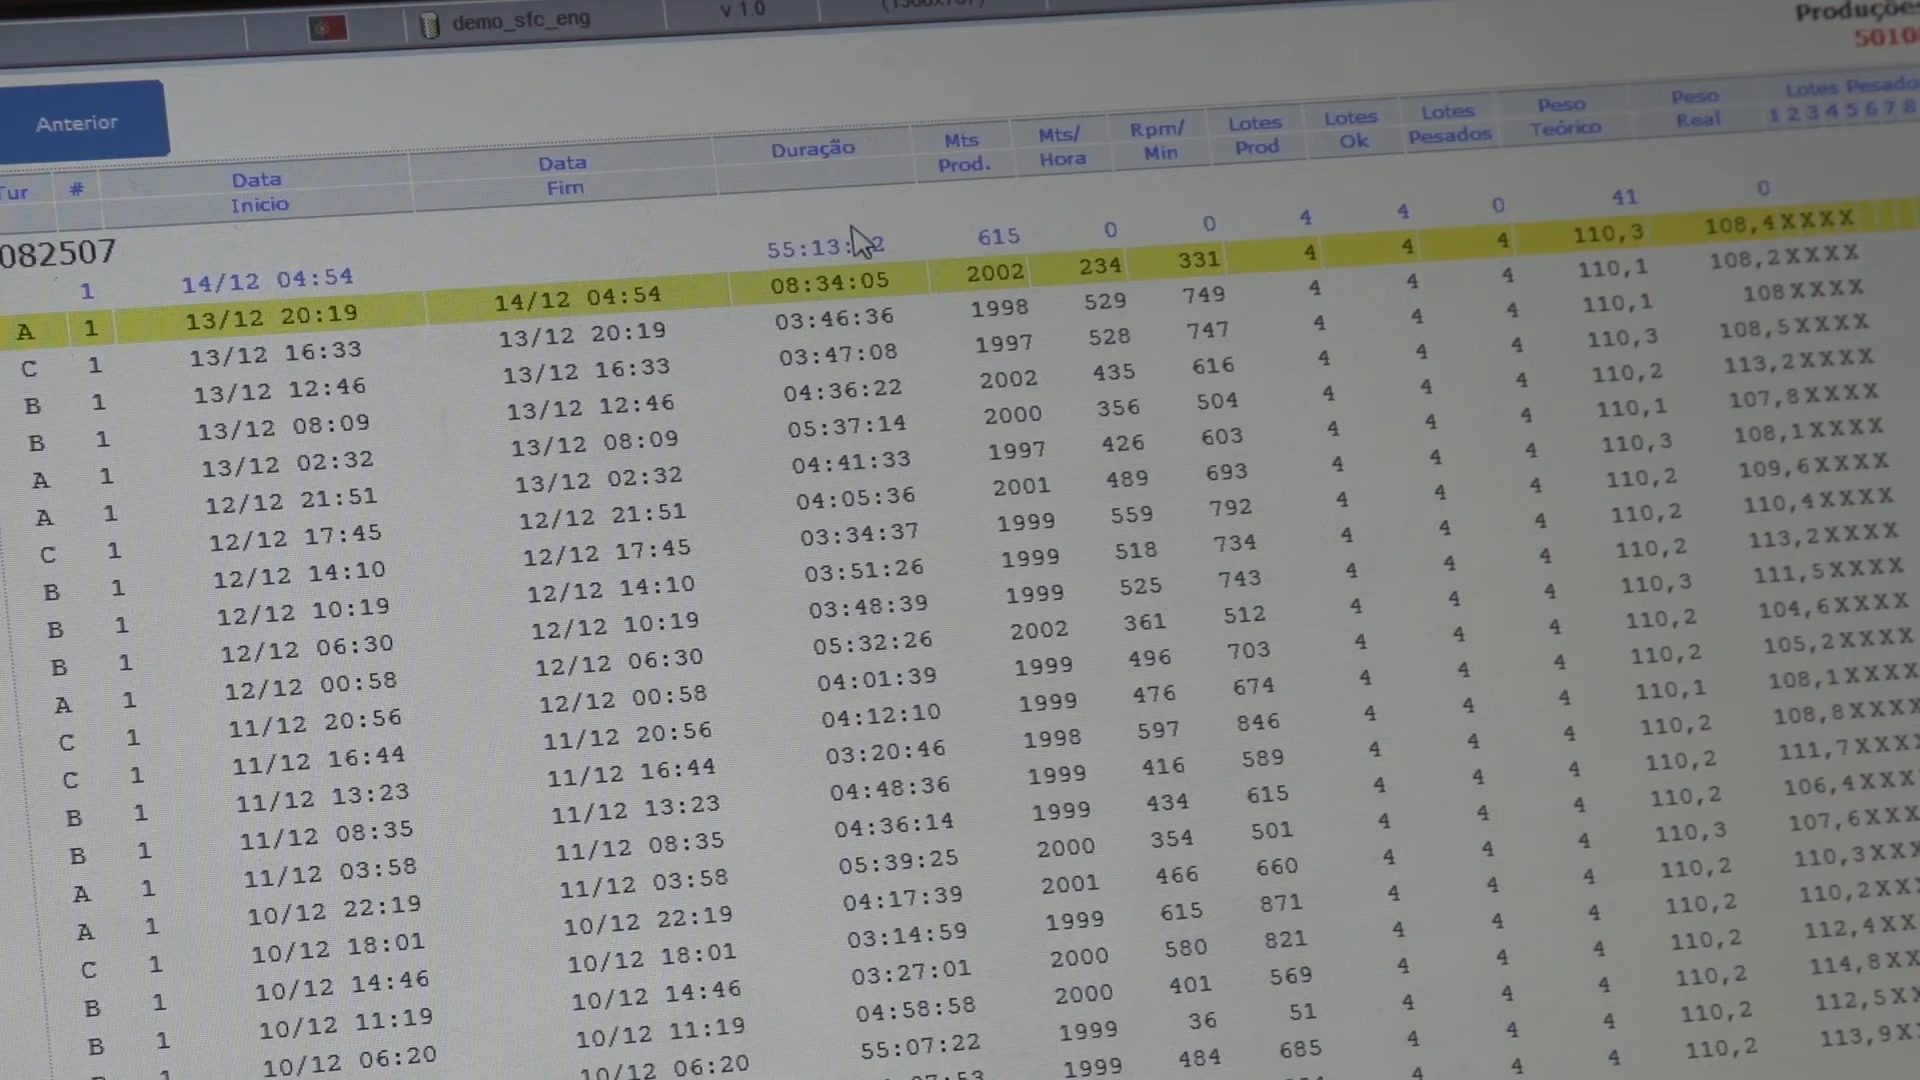 demo_sfc_eng v 1.0
Produções
5010
Anterior
Tur # Data Inicio Data Fim Duração Mts Prod. Mts/ Hora Rpm/ Min Lotes Prod Lotes Ok Lotes Pesados Peso Teórico Peso Real Lotes Pesado 1 2 3 4 5 6 7 8
082507
1 14/12 04:54 55:13: 2 615 0 0 4 4 0 41 0
A 1 13/12 20:19 14/12 04:54 08:34:05 2002 234 331 4 4 4 110,3 108,4XXXX
C 1 13/12 16:33 13/12 20:19 03:46:36 1998 529 749 4 4 4 110,1 108,2XXXX
B 1 13/12 12:46 13/12 16:33 03:47:08 1997 528 747 4 4 4 110,1 108XXXX
B 1 13/12 08:09 13/12 12:46 04:36:22 2002 435 616 4 4 4 110,3 108,5XXXX
A 1 13/12 02:32 13/12 08:09 05:37:14 2000 356 504 4 4 4 110,2 113,2XXXX
A 1 12/12 21:51 13/12 02:32 04:41:33 1997 426 603 4 4 4 110,1 107,8XXXX
C 1 12/12 17:45 12/12 21:51 04:05:36 2001 489 693 4 4 4 110,3 108,1XXXX
B 1 12/12 14:10 12/12 17:45 03:34:37 1999 559 792 4 4 4 110,2 109,6XXXX
B 1 12/12 10:19 12/12 14:10 03:51:26 1999 518 734 4 4 4 110,2 110,4XXXX
B 1 12/12 06:30 12/12 10:19 03:48:39 1999 525 743 4 4 4 110,2 113,2XXXX
A 1 12/12 00:58 12/12 06:30 05:32:26 2002 361 512 4 4 4 110,3 111,5XXXX
C 1 11/12 20:56 12/12 00:58 04:01:39 1999 496 703 4 4 4 110,2 104,6XXXX
C 1 11/12 16:44 11/12 20:56 04:12:10 1999 476 674 4 4 4 110,2 105,2XXXX
B 1 11/12 13:23 11/12 16:44 03:20:46 1998 597 846 4 4 4 110,1 108,1XXXX
B 1 11/12 08:35 11/12 13:23 04:48:36 1999 416 589 4 4 4 110,2 108,8XXXX
A 1 11/12 03:58 11/12 08:35 04:36:14 1999 434 615 4 4 4 110,2 111,7XXXX
A 1 10/12 22:19 11/12 03:58 05:39:25 2000 354 501 4 4 4 110,2 106,4XXX
C 1 10/12 18:01 10/12 22:19 04:17:39 2001 466 660 4 4 4 110,3 107,6XXX
B 1 10/12 14:46 10/12 18:01 03:14:59 1999 615 871 4 4 4 110,2 110,3XXX
B 1 10/12 11:19 10/12 14:46 03:27:01 2000 580 821 4 4 4 110,2 110,2XXX
10/12 06:20 10/12 11:19 04:58:58 2000 401 569 4 4 4 110,2 112,4XX
10/12 06:20 55:07:22 1999 36 51 4 4 4 110,2 114,8XX
1999 484 685 4 4 4 110,2 112,5XX
4 4 4 110,2 113,9X